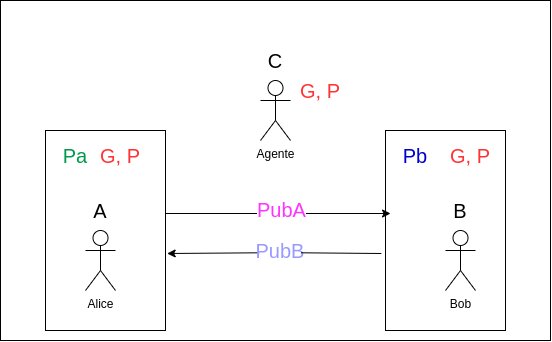 C
G, P
Agente
Pa G, P
Pb G, P
A
PubA
B
PubB
Alice
Bob